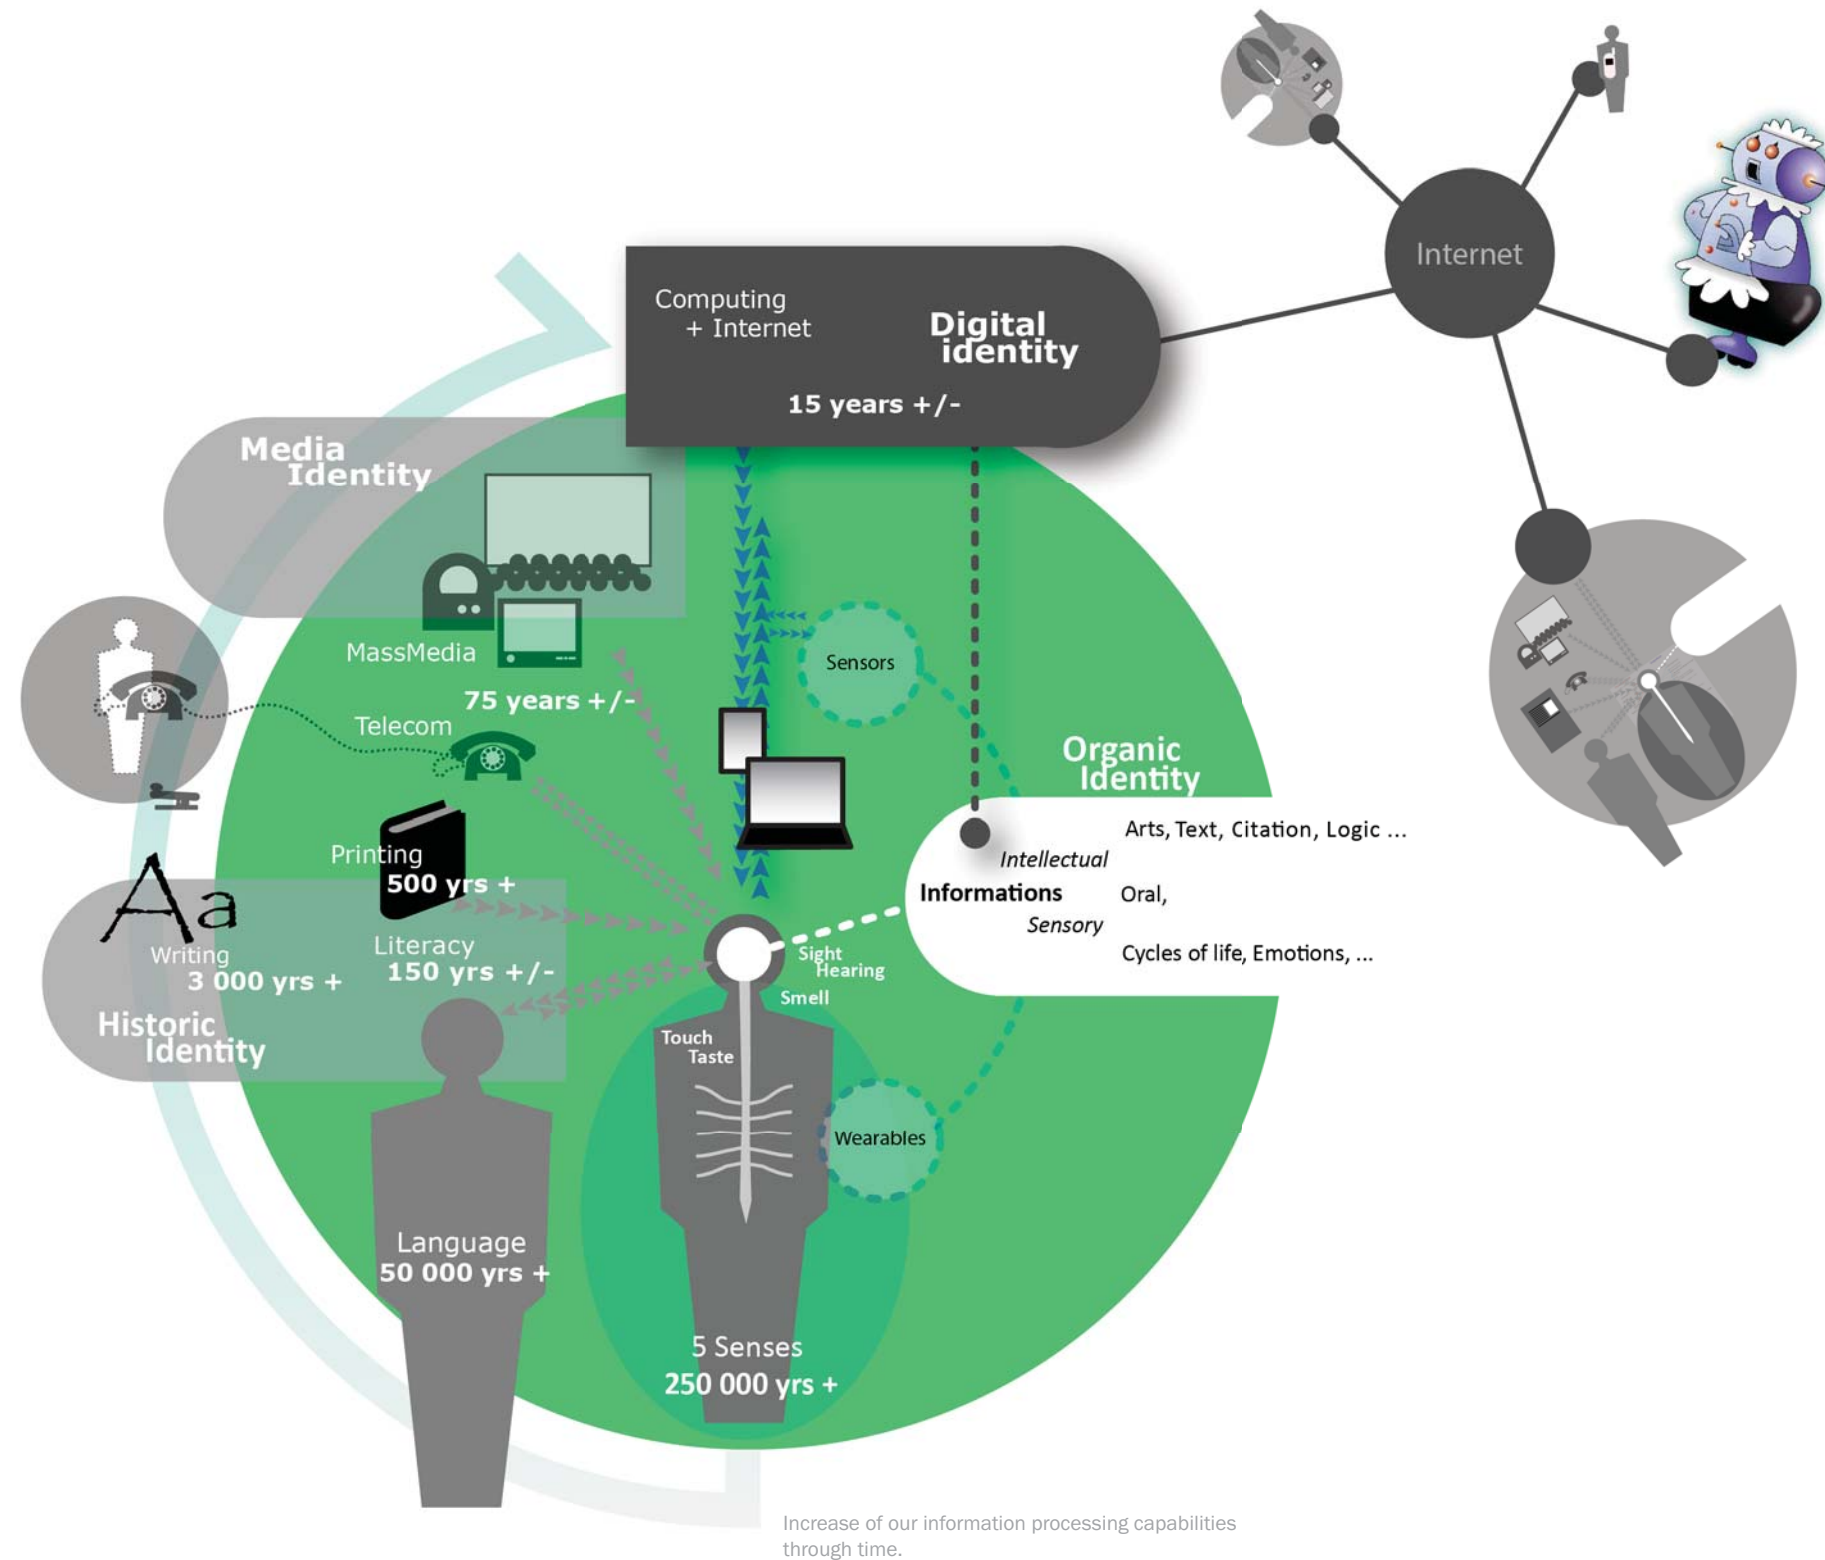 Internet
Computing
+ Internet
Digital
identity
15 years +/-
Media
Identity
MassMedia
75 years +/-
Telecom
Sensors
Organic
Identity
Printing
500 yrs +
Arts, Text, Citation, Logic ...
Intellectual
Informations
Oral,
Sensory
Cycles of life, Emotions, ...
Aa
Writing
3 000 yrs +
Literacy
150 yrs +/-
Historic
Identity
Sight
Hearing
Smell
Touch
Taste
Wearables
Language
50 000 yrs +
5 Senses
250 000 yrs +
Increase of our information processing capabilities
through time.